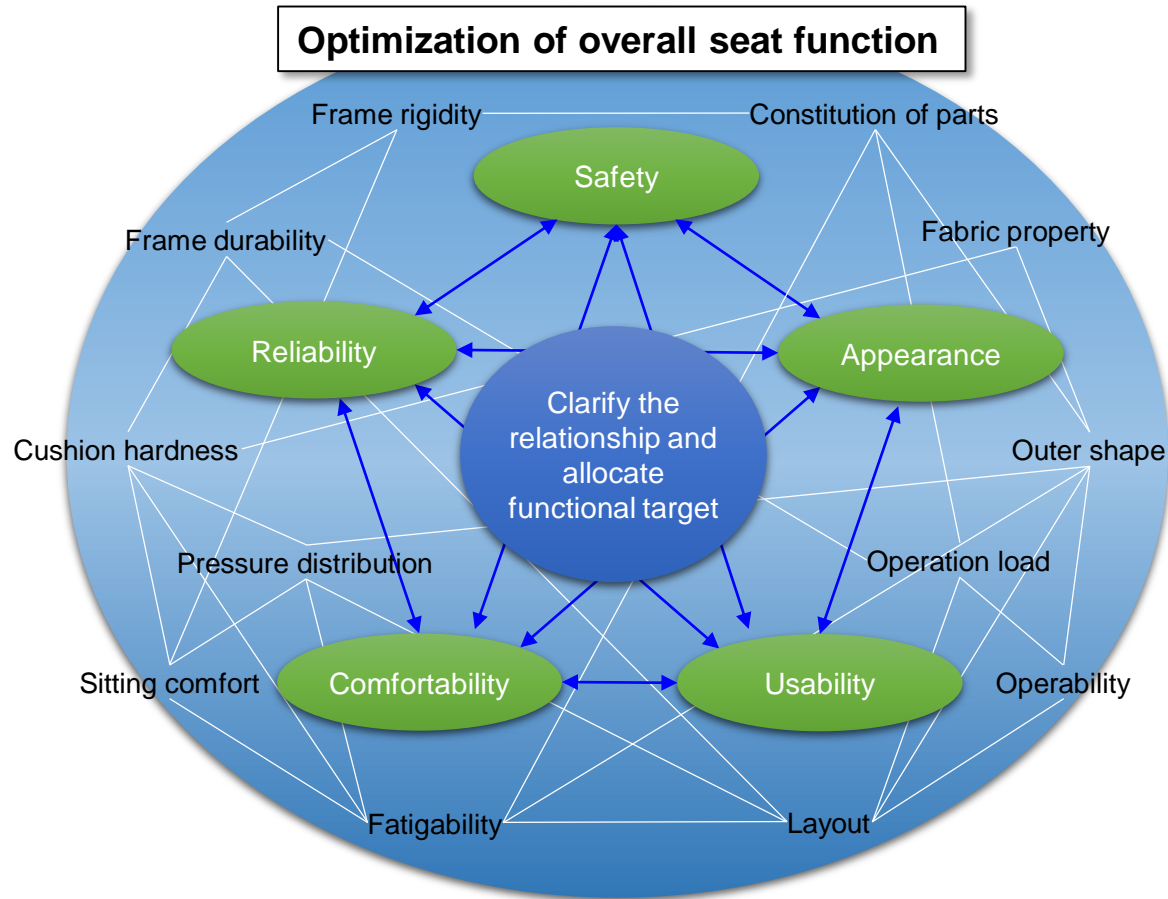 Optimization of overall seat function
Frame rigidity
Constitution of parts
Safety
Frame durability
Fabric property
Reliability
Appearance
Clarify the
relationship and
allocate
functional target
Cushion hardness
Outer shape
Pressure distribution
Operation load
Sitting comfort
Comfortability
Usability
Operability
Fatigability
Layout